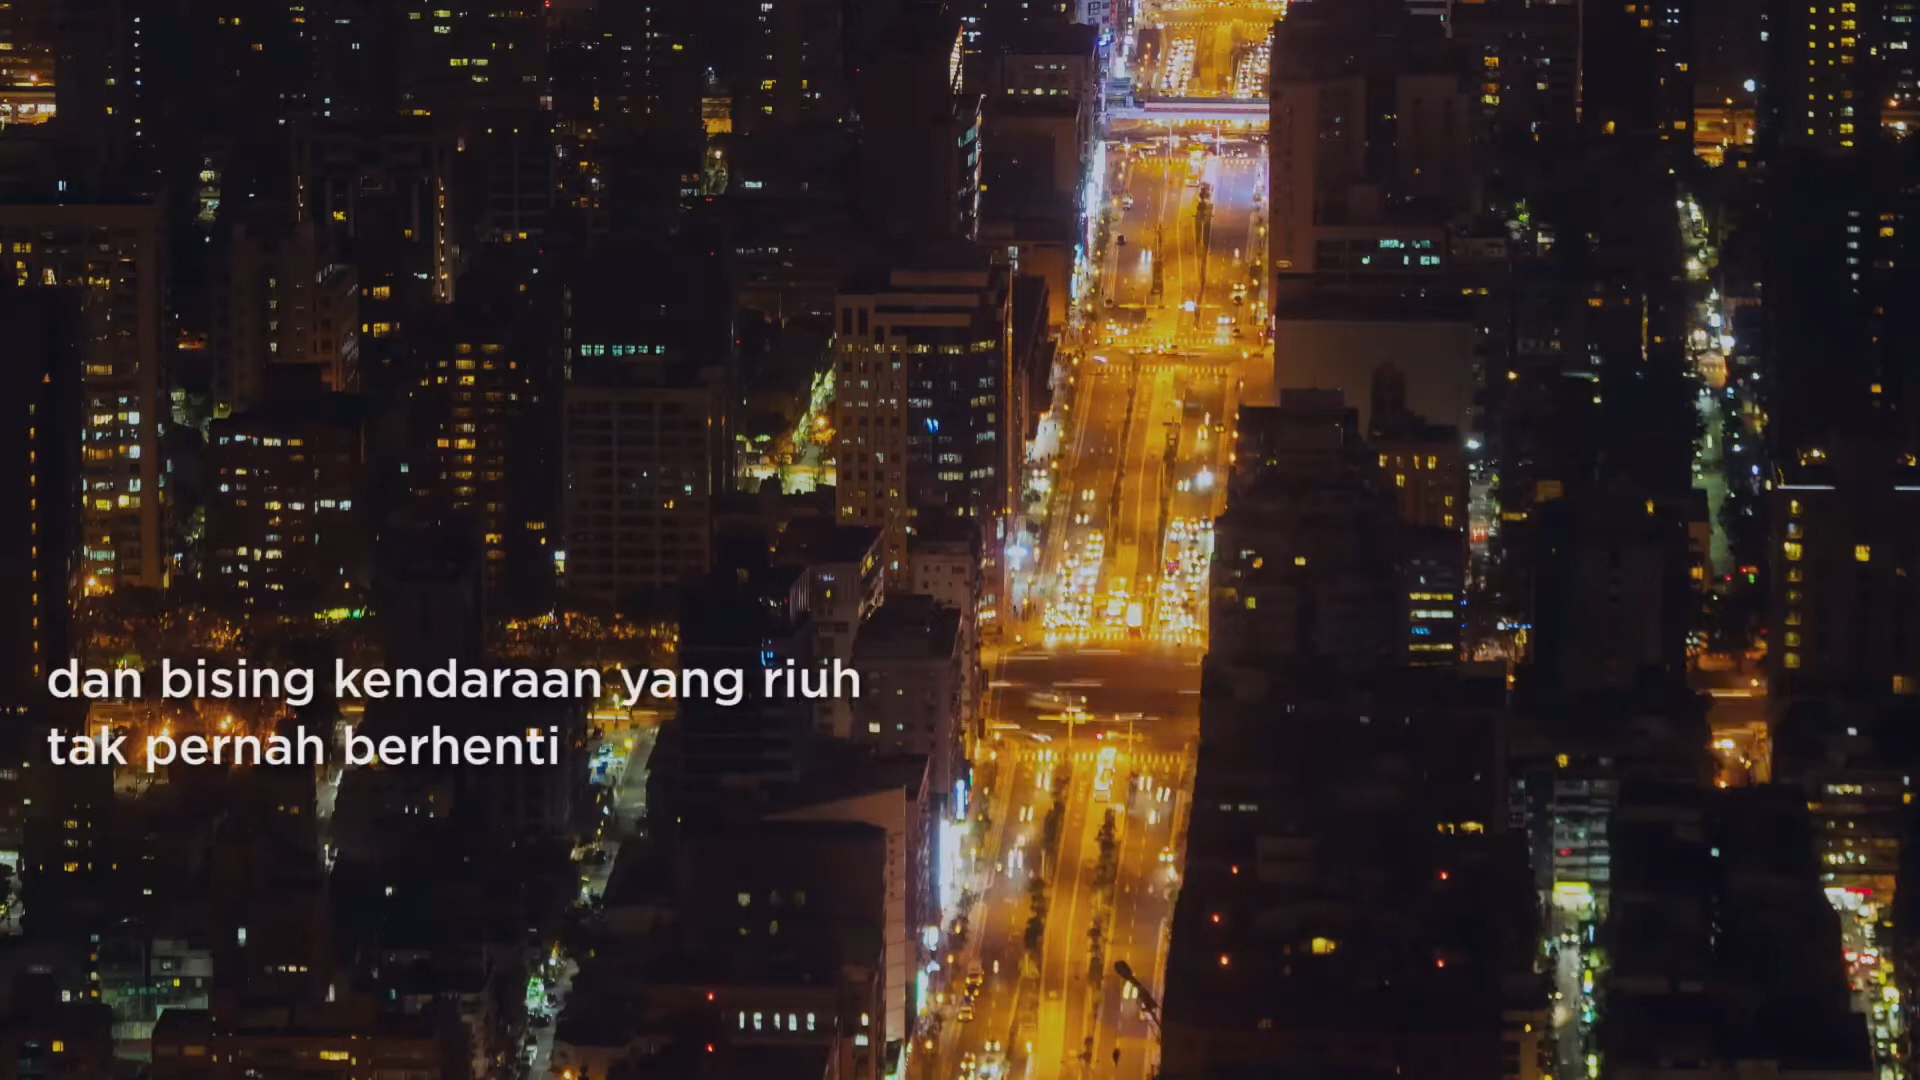 dan bising kendaraan yang riuh
tak pernah berhenti